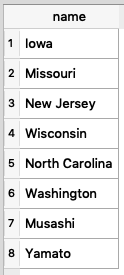 name
1 Iowa
2 Missouri
3 New Jersey
4 Wisconsin
5 North Carolina
6 Washington
7 Musashi
8 Yamato